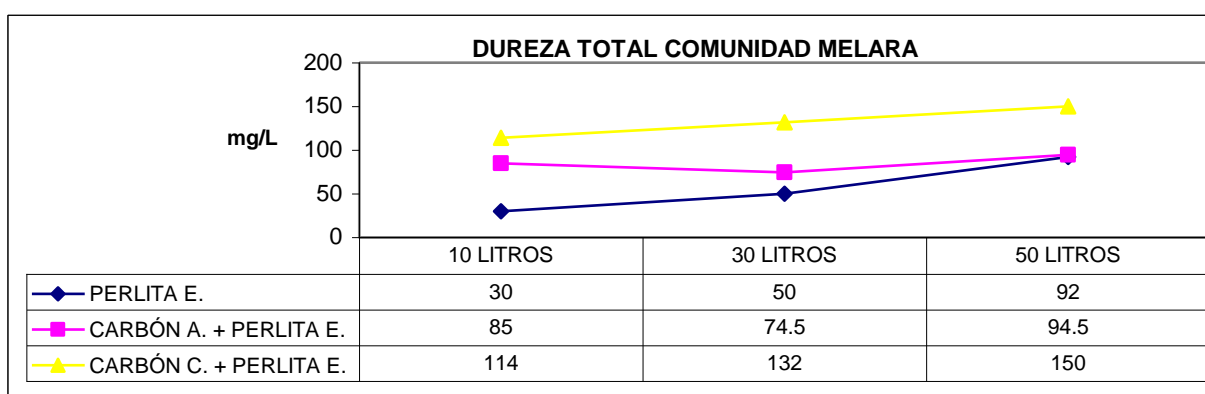 DUREZA TOTAL COMUNIDAD MELARA
mg/L
200
150
100
50
0
10 LITROS 30 LITROS 50 LITROS
PERLITA E. 30 50 92
CARBÓN A. + PERLITA E. 85 74.5 94.5
CARBÓN C. + PERLITA E. 114 132 150